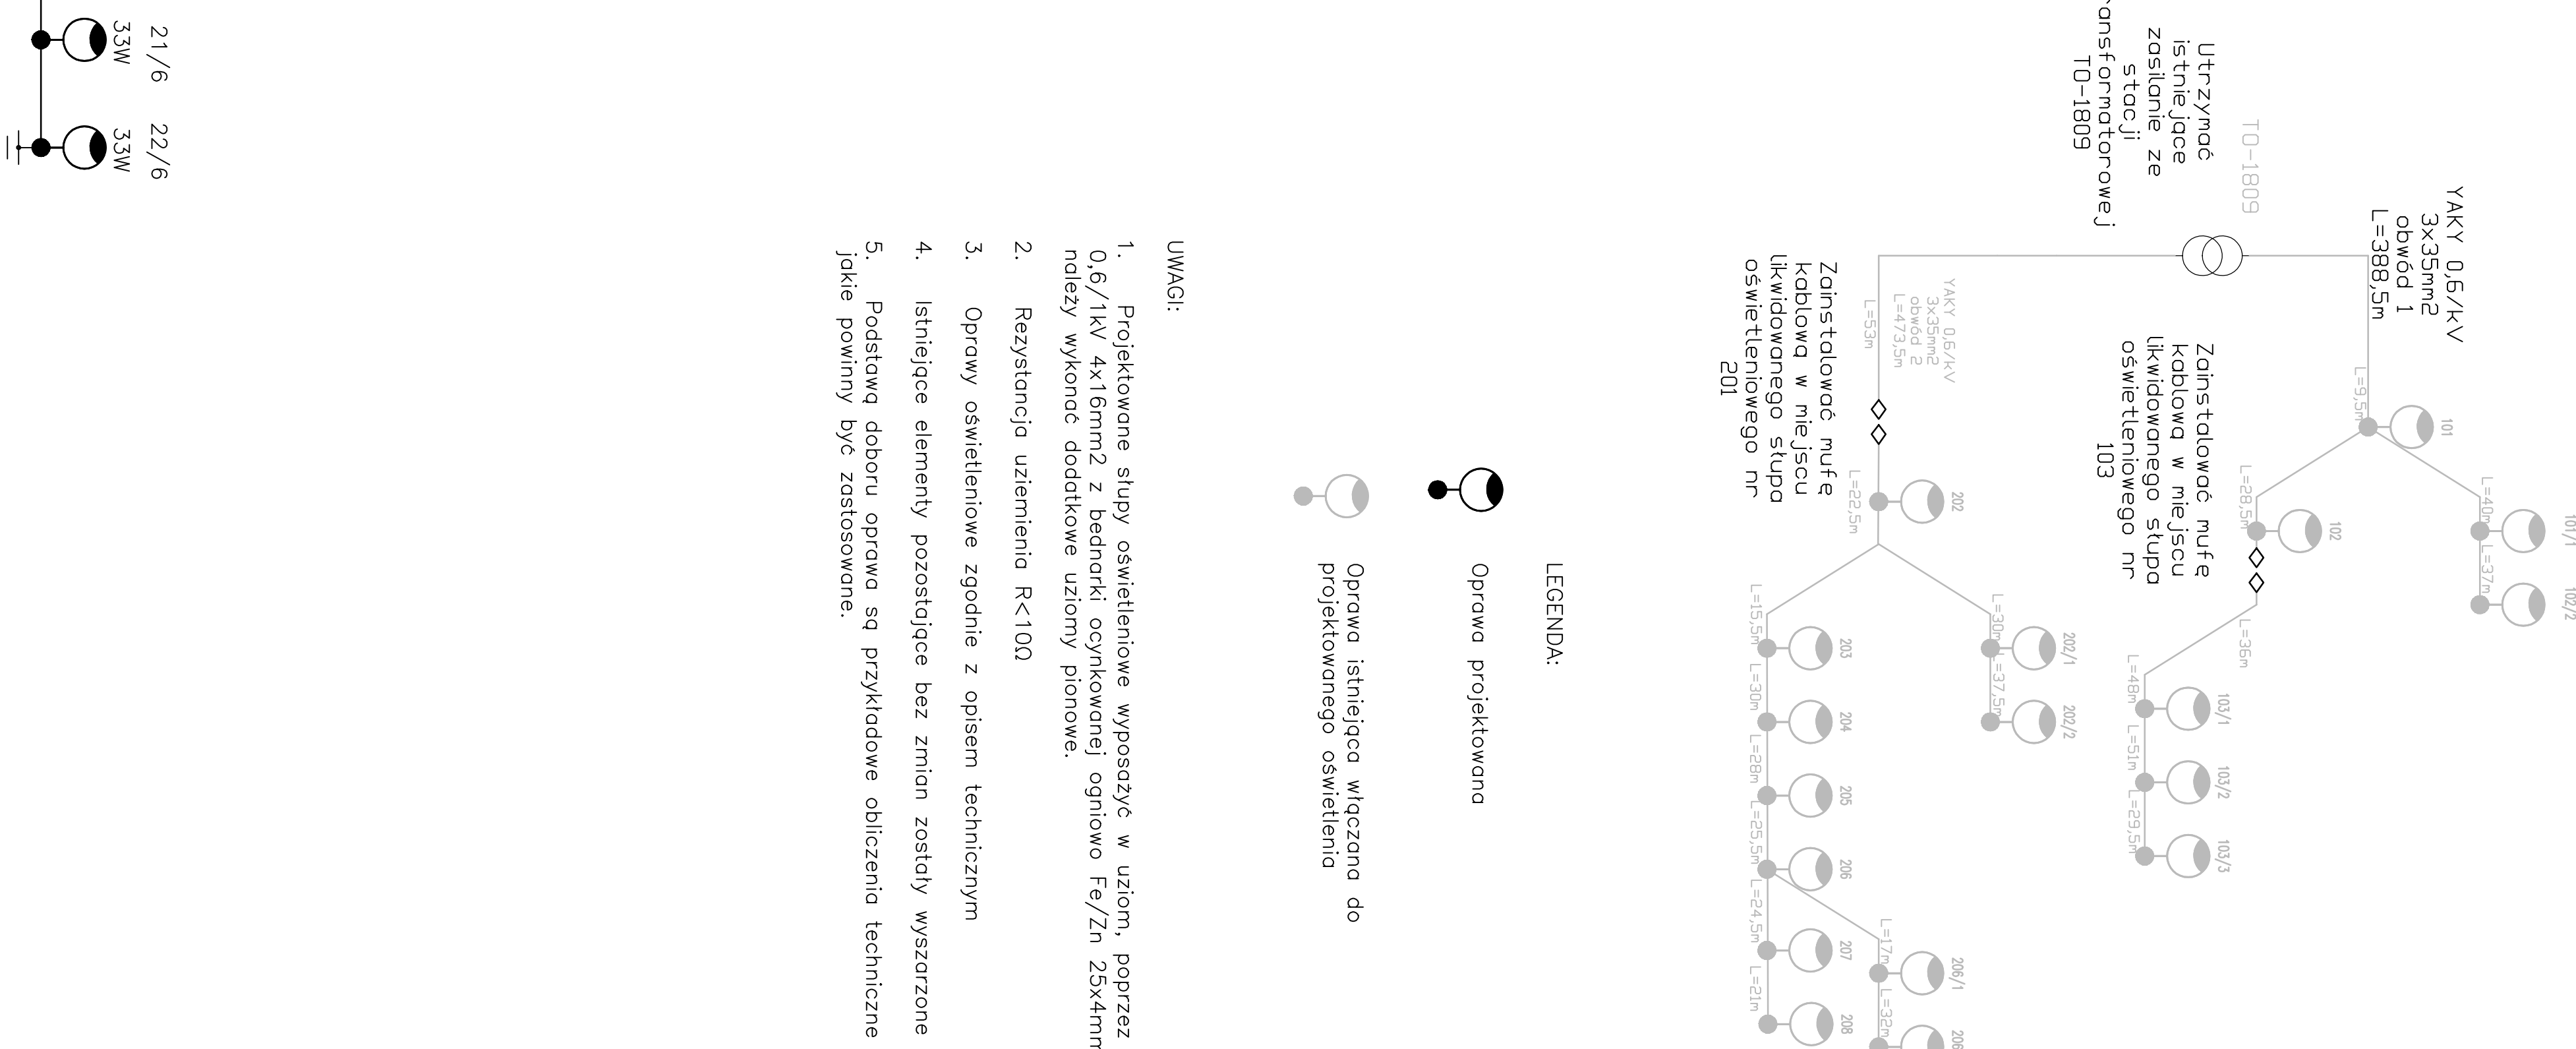 101/1
102/2
L=40m
L=37m
YAKY 0,6/kV
3x35mm2
obwód 1
L=388,5m
101
L=9,5m
102
L=28,5m
L=36m
TO-1809
Utrzymać
istniejące
zasilanie ze
stacji
ansformatorowej
TO-1809
Zainstalować mufę
kablową w miejscu
likwidowanego słupa
oświetleniowego nr
103
103/1
103/2
103/3
L=48m
L=51m
L=29,5m
202/1
202/2
L=30m
L=37,5m
YAKY 0,6/kV
3x35mm2
obwód 2
L=473,5m
L=53m
202
L=22,5m
206/1
206
L=17m
L=32m
Zainstalować mufę
kablową w miejscu
likwidowanego słupa
oświetleniowego nr
201
203
204
205
206
207
208
L=15,5m
L=30m
L=28m
L=25,5m
L=24,5m
L=21m
LEGENDA:
Oprawa projektowana
Oprawa istniejąca włączana do
projektowanego oświetlenia
UWAGI:
1. Projektowane słupy oświetleniowe wyposażyć w uziom, poprzez
0,6/1kV 4x16mm2 z bednarki ocynkowanej ogniowo Fe/Zn 25x4mm
należy wykonać dodatkowe uziomy pionowe.
2. Rezystancja uziemienia R<10Ω
3. Oprawy oświetleniowe zgodnie z opisem technicznym
4. Istniejące elementy pozostające bez zmian zostały wyszarzone
5. Podstawą doboru oprawa są przykładowe obliczenia techniczne
jakie powinny być zastosowane.
21/6 22/6
33W 33W